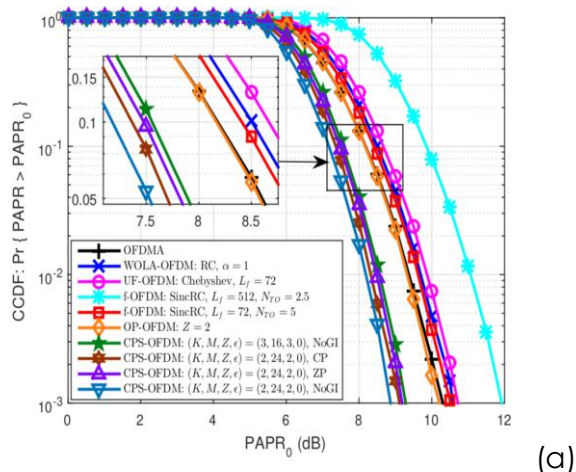 CCDF: Pr { PAPR > PAPR₀ }
10⁰
10⁻¹
10⁻²
10⁻³
0.15
0.1
0.05
7.5 8 8.5
OFDMA
WOLA-OFDM: RC, α = 1
UF-OFDM: Chebyshev, L_f = 72
f-OFDM: SincRC, L_f = 512, N_TO = 2.5
f-OFDM: SincRC, L_f = 72, N_TO = 5
OP-OFDM: Z = 2
CPS-OFDM: (K, M, Z, ϵ) = (3, 16, 3, 0), NoGI
CPS-OFDM: (K, M, Z, ϵ) = (2, 24, 2, 0), CP
CPS-OFDM: (K, M, Z, ϵ) = (2, 24, 2, 0), ZP
CPS-OFDM: (K, M, Z, ϵ) = (2, 24, 2, 0), NoGI
0 2 4 6 8 10 12
PAPR₀ (dB)
(a)